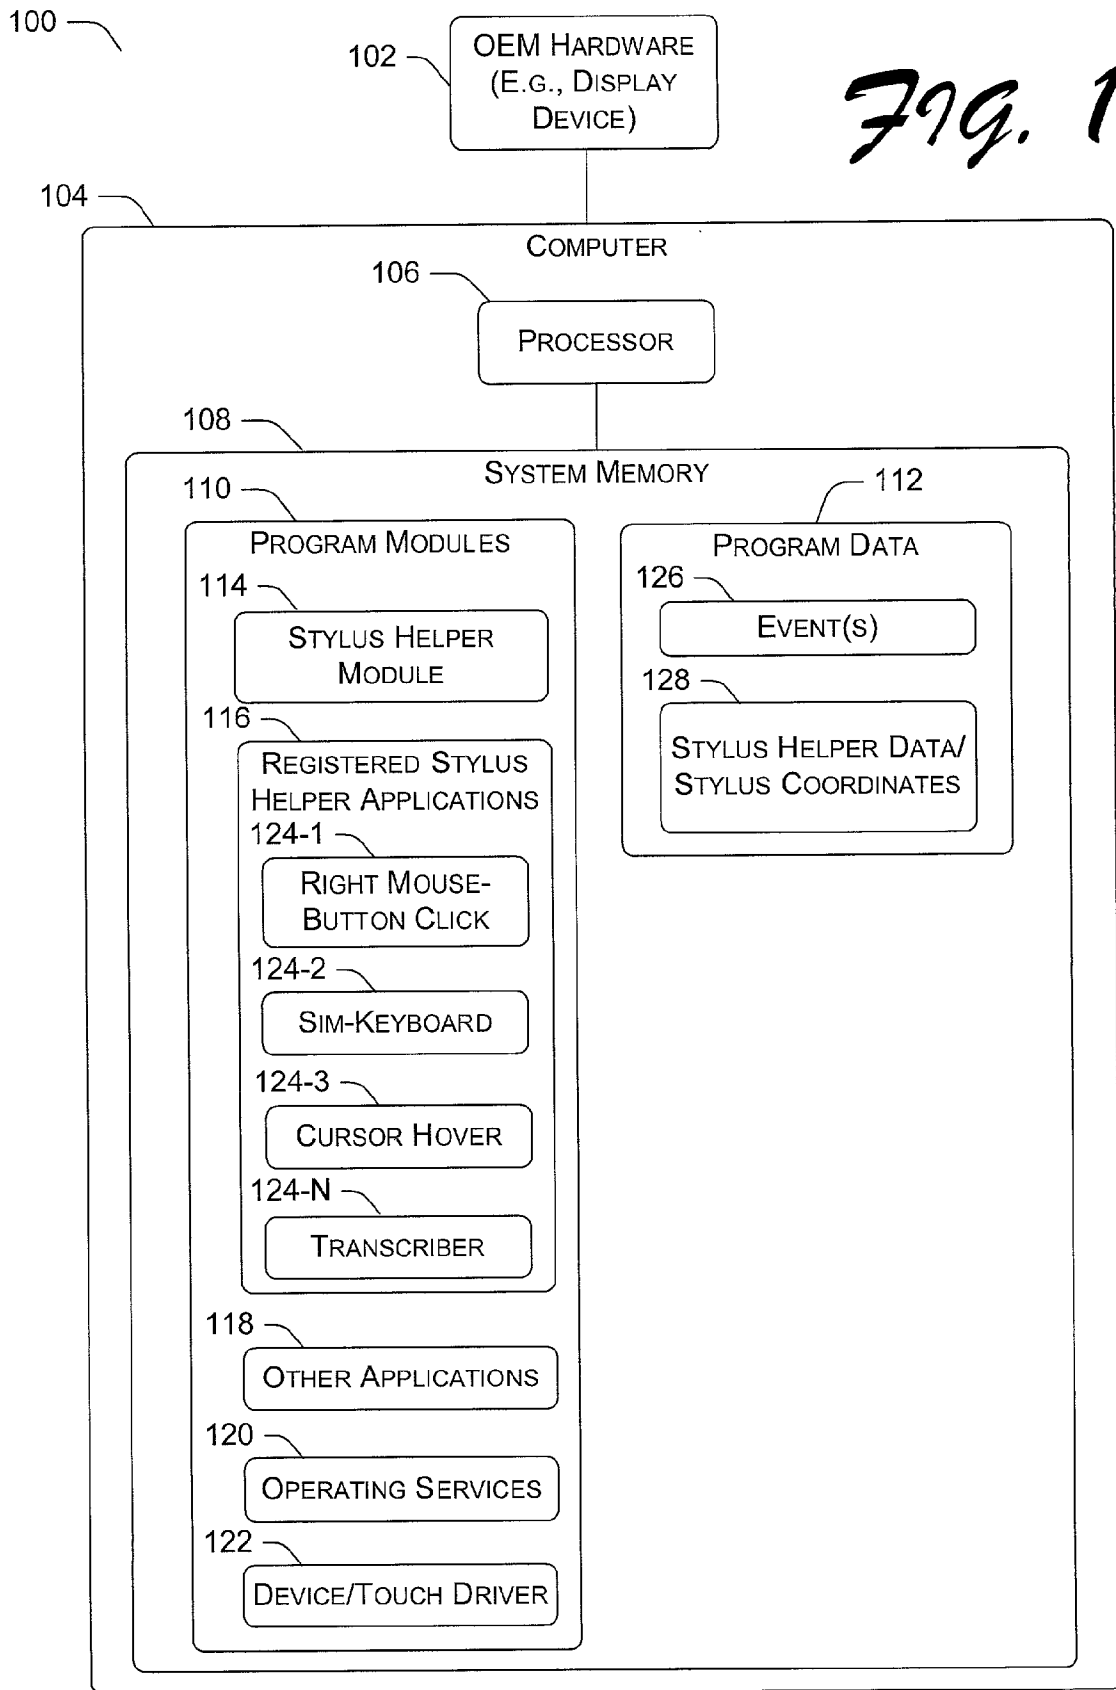 100
102
OEM HARDWARE
(E.G., DISPLAY
DEVICE)
FIG. 1
104
COMPUTER
106
PROCESSOR
108
SYSTEM MEMORY
110
PROGRAM MODULES
114
STYLUS HELPER
MODULE
116
REGISTERED STYLUS
HELPER APPLICATIONS
124-1
RIGHT MOUSE-
BUTTON CLICK
124-2
SIM-KEYBOARD
124-3
CURSOR HOVER
124-N
TRANSCRIBER
118
OTHER APPLICATIONS
120
OPERATING SERVICES
122
DEVICE/TOUCH DRIVER
112
PROGRAM DATA
126
EVENT(S)
128
STYLUS HELPER DATA/
STYLUS COORDINATES